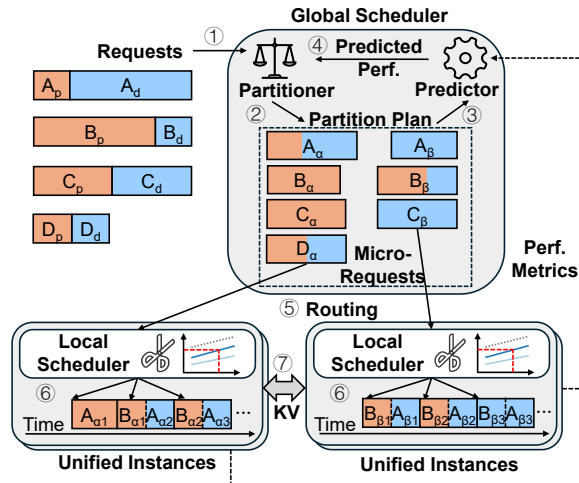 Global Scheduler
Requests
①
④ Predicted
Perf.
Partitioner
Predictor
A_p A_d
B_p B_d
C_p C_d
D_p D_d
② Partition Plan ③
A_α A_β
B_α B_β
C_α C_β
D_α
Micro-
Requests
Perf.
Metrics
⑤ Routing
Local
Scheduler
⑥
Time
A_α1 B_α1 A_α2 B_α2 A_α3 ...
Unified Instances
⑦
KV
Local
Scheduler
⑥
Time
B_β1 A_β1 B_β2 A_β2 B_β3 A_β3 ...
Unified Instances